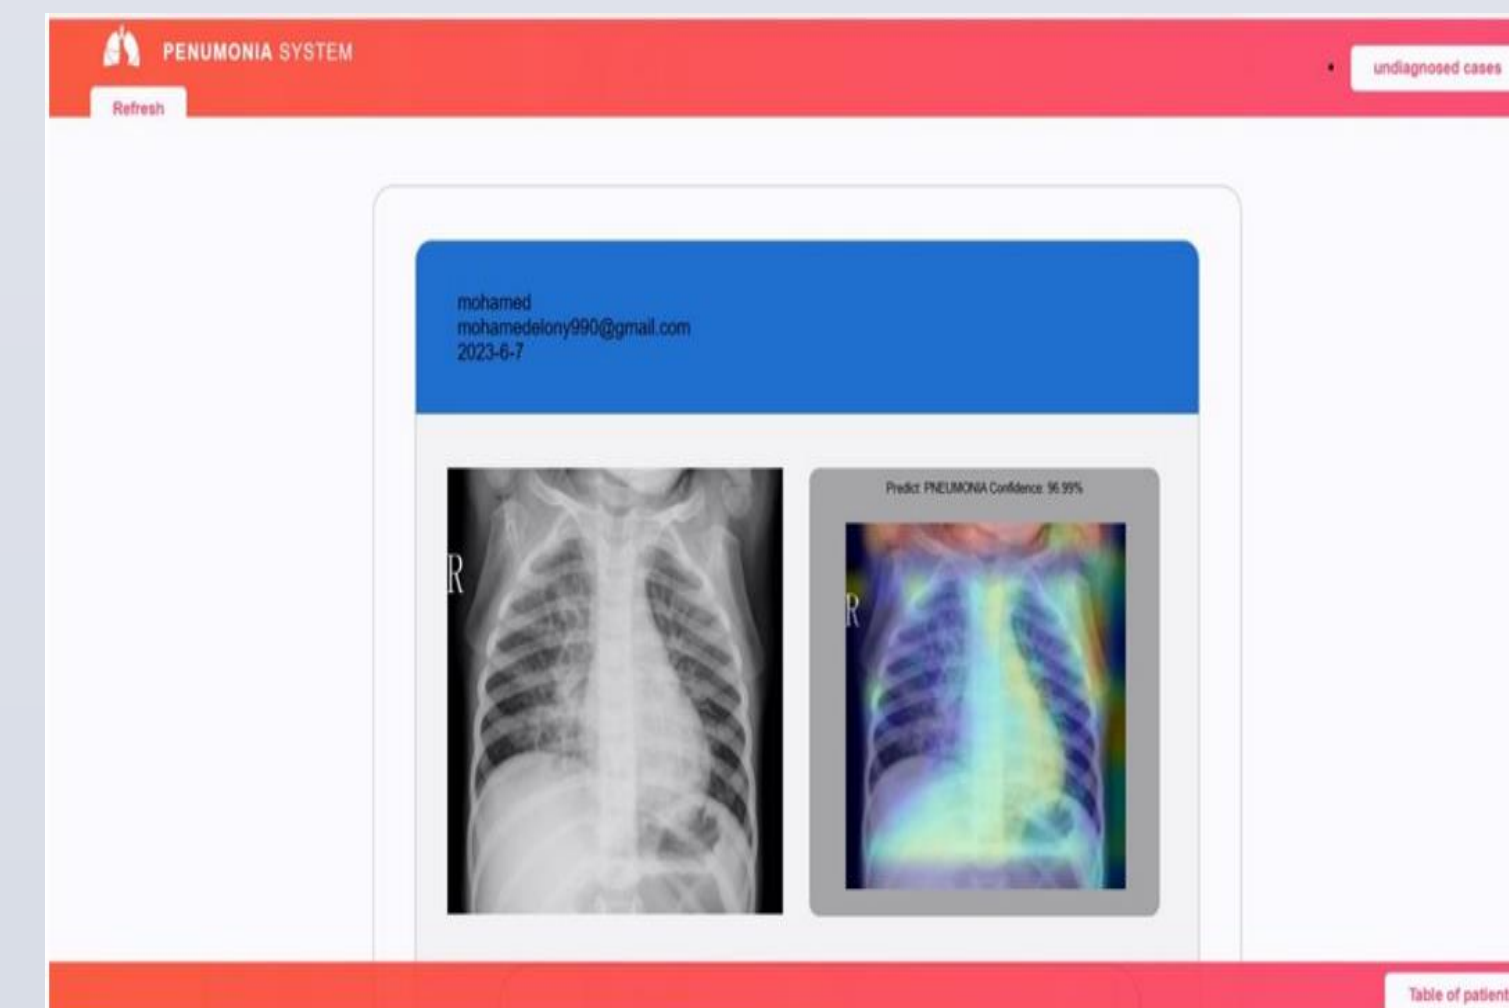 PENUMONIA SYSTEM
undiagnosed cases
Refresh
mohamed
mohamedelony990@gmail.com
2023-6-7
R
Predict: PNEUMONIA Confidence: 96.99%
R
Table of patient